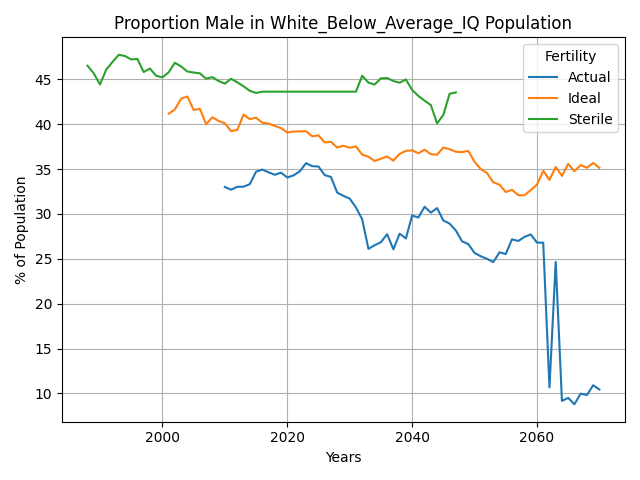 Proportion Male in White_Below_Average_IQ Population
Fertility
Actual
Ideal
Sterile
% of Population
45
40
35
30
25
20
15
10
2000
2020
2040
2060
Years